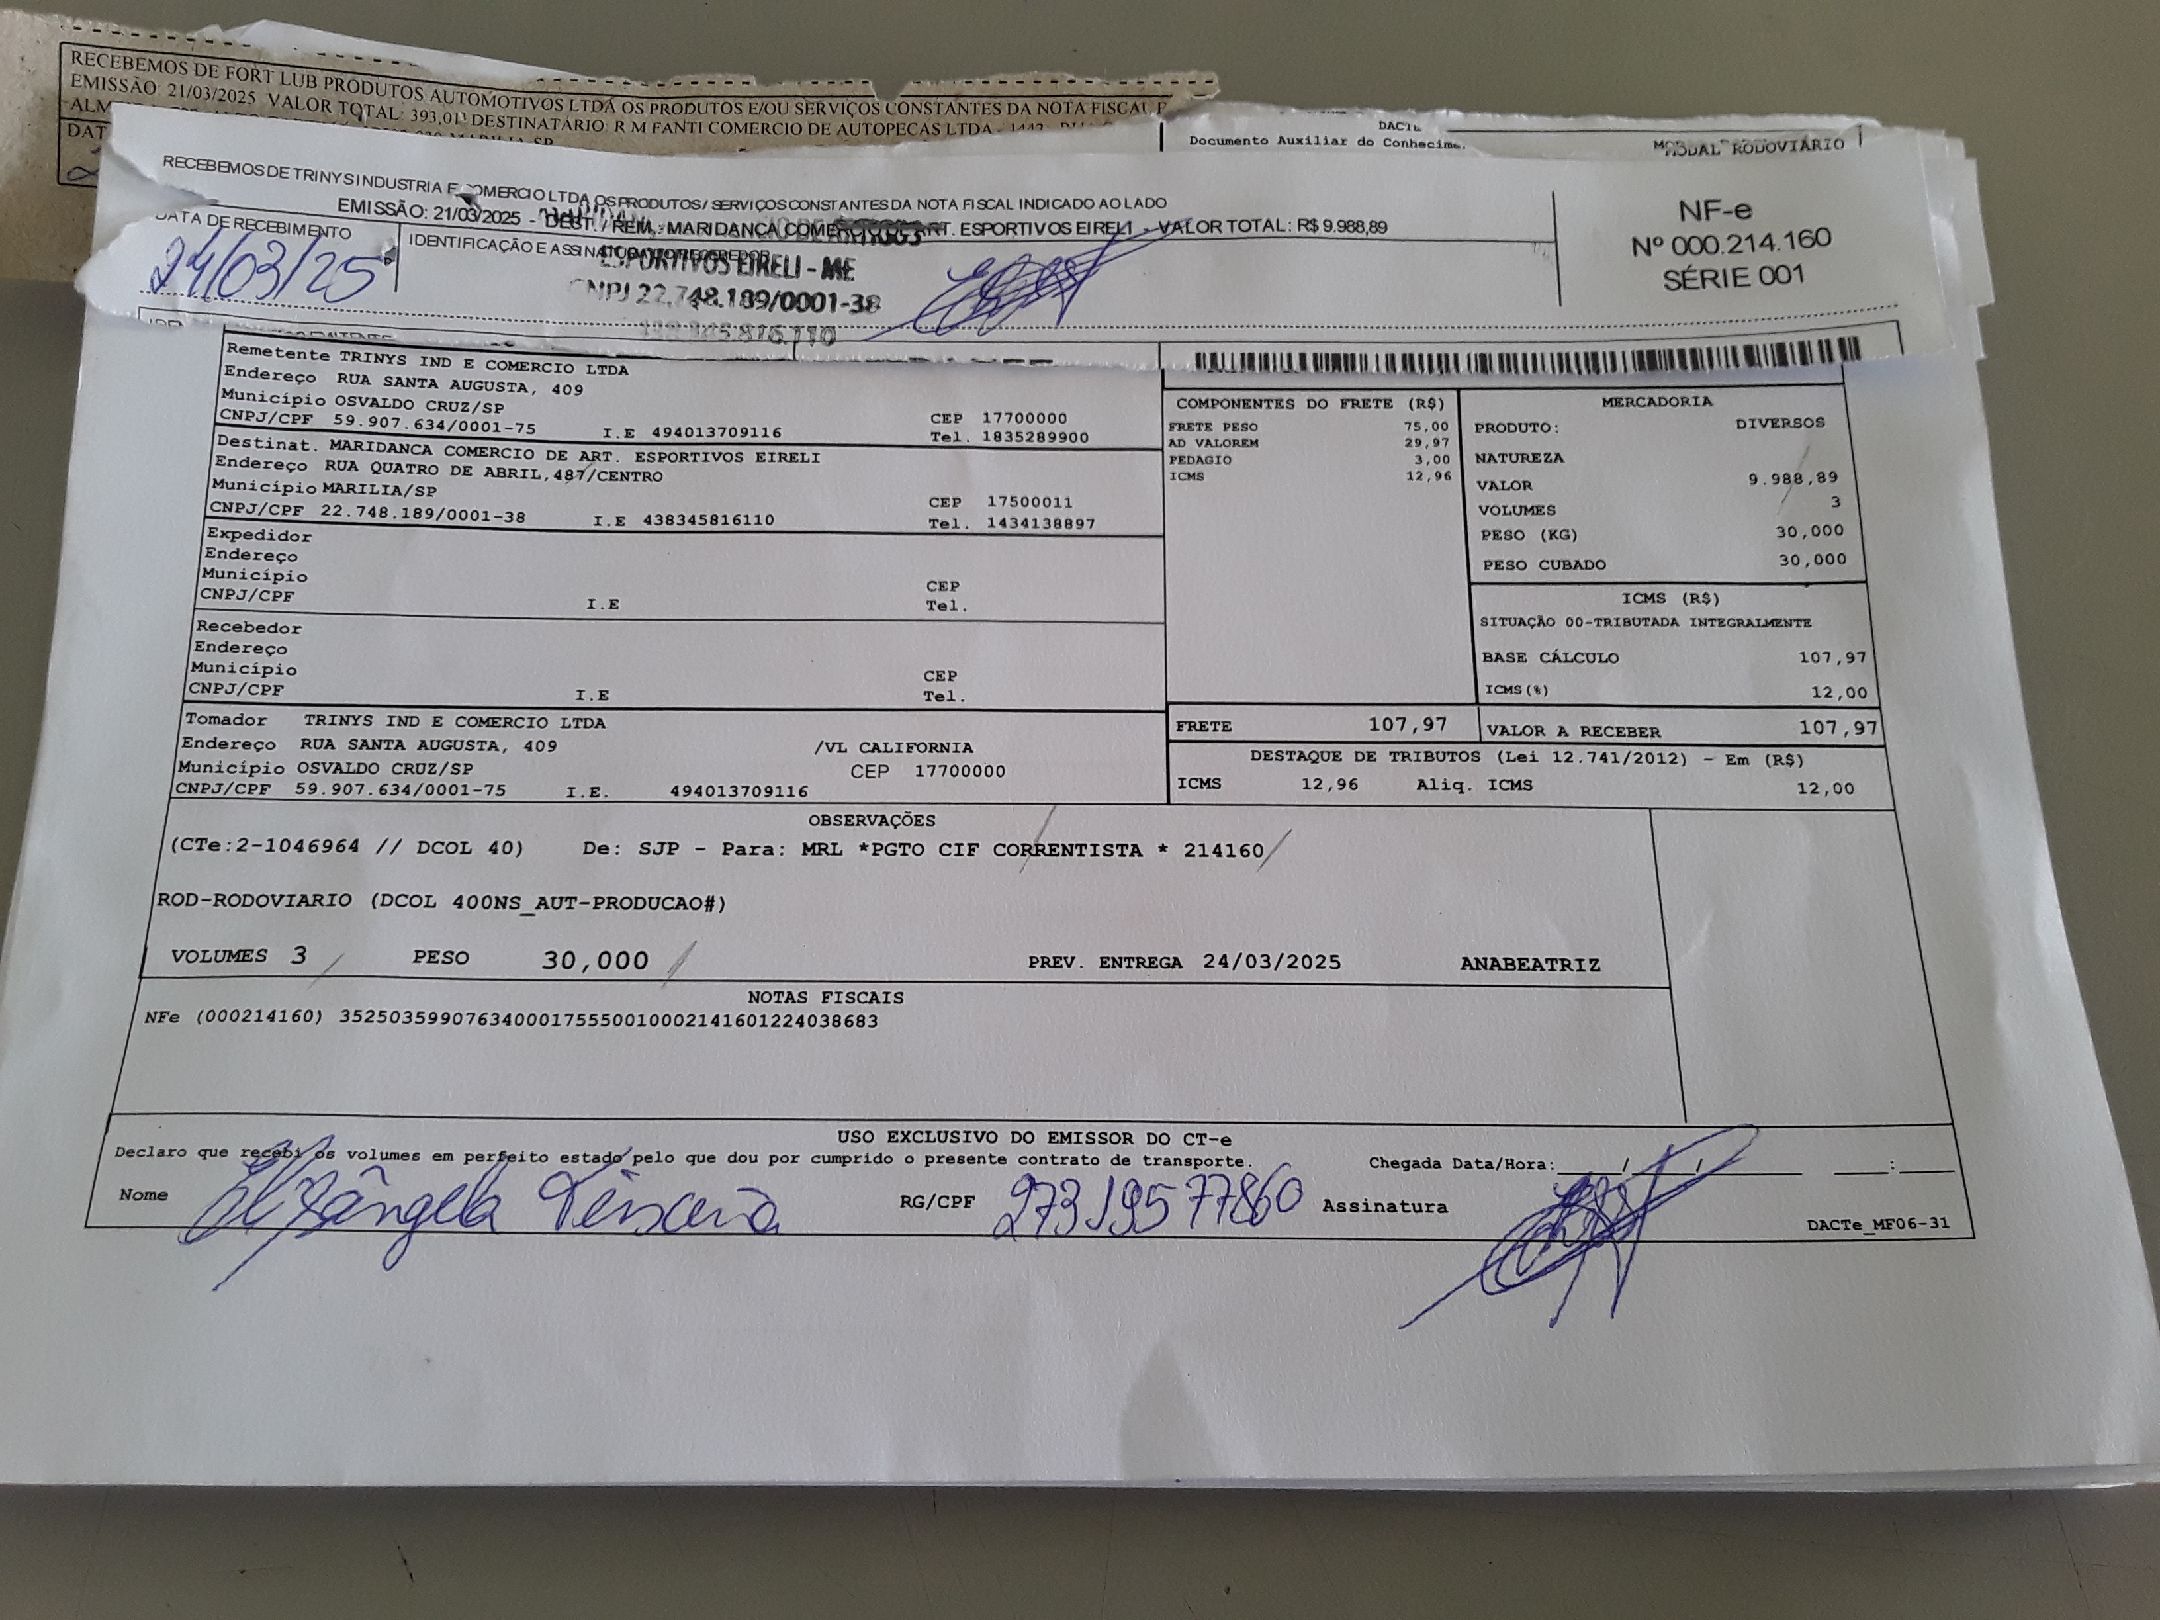 RECEBEMOS DE FORT LUB PRODUTOS AUTOMOTIVOS LTDA OS PRODUTOS E/OU SERVIÇOS CONSTANTES DA NOTA FISCAL
EMISSÃO: 21/03/2025 VALOR TOTAL: 393,01 DESTINATÁRIO: R M FANTI COMERCIO DE AUTOPECAS LTDA - 1442
DACTE
Documento Auxiliar do Conhecime.
MODAL RODOVIÁRIO
RECEBEMOS DE TRINYS INDUSTRIA E COMERCIO LTDA OS PRODUTOS / SERVIÇOS CONSTANTES DA NOTA FISCAL INDICADO AO LADO
EMISSÃO: 21/03/2025 - DEST. / REM.: MARIDANCA COMERCIO DE ART. ESPORTIVOS EIRELI - VALOR TOTAL: R$ 9.988,89
DATA DE RECEBIMENTO
IDENTIFICAÇÃO E ASSINATURA DO RECEBEDOR
24/03/25
ESPORTIVOS EIRELI - ME
CNPJ 22.748.189/0001-38
NF-e
Nº 000.214.160
SÉRIE 001
Remetente TRINYS IND E COMERCIO LTDA
Endereço RUA SANTA AUGUSTA, 409
Município OSVALDO CRUZ/SP CEP 17700000
CNPJ/CPF 59.907.634/0001-75 I.E 494013709116 Tel. 1835289900
Destinat. MARIDANCA COMERCIO DE ART. ESPORTIVOS EIRELI
Endereço RUA QUATRO DE ABRIL,487/CENTRO
Município MARILIA/SP CEP 17500011
CNPJ/CPF 22.748.189/0001-38 I.E 438345816110 Tel. 1434138897
Expedidor
Endereço
Município CEP
CNPJ/CPF I.E Tel.
Recebedor
Endereço
Município CEP
CNPJ/CPF I.E Tel.
Tomador TRINYS IND E COMERCIO LTDA
Endereço RUA SANTA AUGUSTA, 409 /VL CALIFORNIA
Município OSVALDO CRUZ/SP CEP 17700000
CNPJ/CPF 59.907.634/0001-75 I.E. 494013709116
COMPONENTES DO FRETE (R$)
FRETE PESO 75,00
AD VALOREM 29,97
PEDAGIO 3,00
ICMS 12,96
MERCADORIA
PRODUTO: DIVERSOS
NATUREZA
VALOR 9.988,89
VOLUMES 3
PESO (KG) 30,000
PESO CUBADO 30,000
ICMS (R$)
SITUAÇÃO 00-TRIBUTADA INTEGRALMENTE
BASE CÁLCULO 107,97
ICMS(%) 12,00
FRETE 107,97 VALOR A RECEBER 107,97
DESTAQUE DE TRIBUTOS (Lei 12.741/2012) - Em (R$)
ICMS 12,96 Aliq. ICMS 12,00
OBSERVAÇÕES
(CTe:2-1046964 // DCOL 40) De: SJP - Para: MRL *PGTO CIF CORRENTISTA * 214160
ROD-RODOVIARIO (DCOL 400NS_AUT-PRODUCAO#)
VOLUMES 3 PESO 30,000 PREV. ENTREGA 24/03/2025 ANABEATRIZ
NOTAS FISCAIS
NFe (000214160) 35250359907634000175550010002141601224038683
USO EXCLUSIVO DO EMISSOR DO CT-e
Declaro que recebi os volumes em perfeito estado pelo que dou por cumprido o presente contrato de transporte. Chegada Data/Hora:____/____/____ ___:___
Nome Elizângela Teixeira RG/CPF 27319577860 Assinatura
DACTe_MF06-31